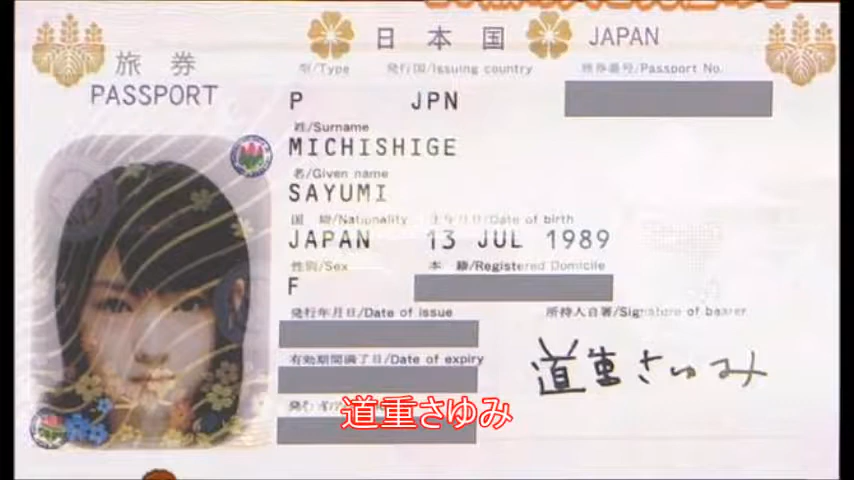 日本国 JAPAN
旅券
PASSPORT
型/Type 発行国/Issuing country 旅券番号/Passport No.
P JPN
姓/Surname
MICHISHIGE
名/Given name
SAYUMI
国 籍/Nationality 生年月日/Date of birth
JAPAN 13 JUL 1989
性別/Sex 本 籍/Registered Domicile
F
発行年月日/Date of issue 所持人自署/Signature of bearer
有効期間満了日/Date of expiry
道重さゆみ
道重さゆみ